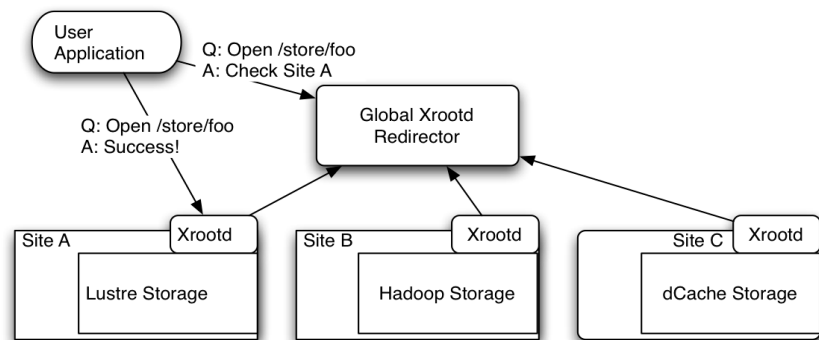 User
Application
Q: Open /store/foo
A: Check Site A
Global Xrootd
Redirector
Q: Open /store/foo
A: Success!
Site A
Xrootd
Lustre Storage
Site B
Xrootd
Hadoop Storage
Site C
Xrootd
dCache Storage